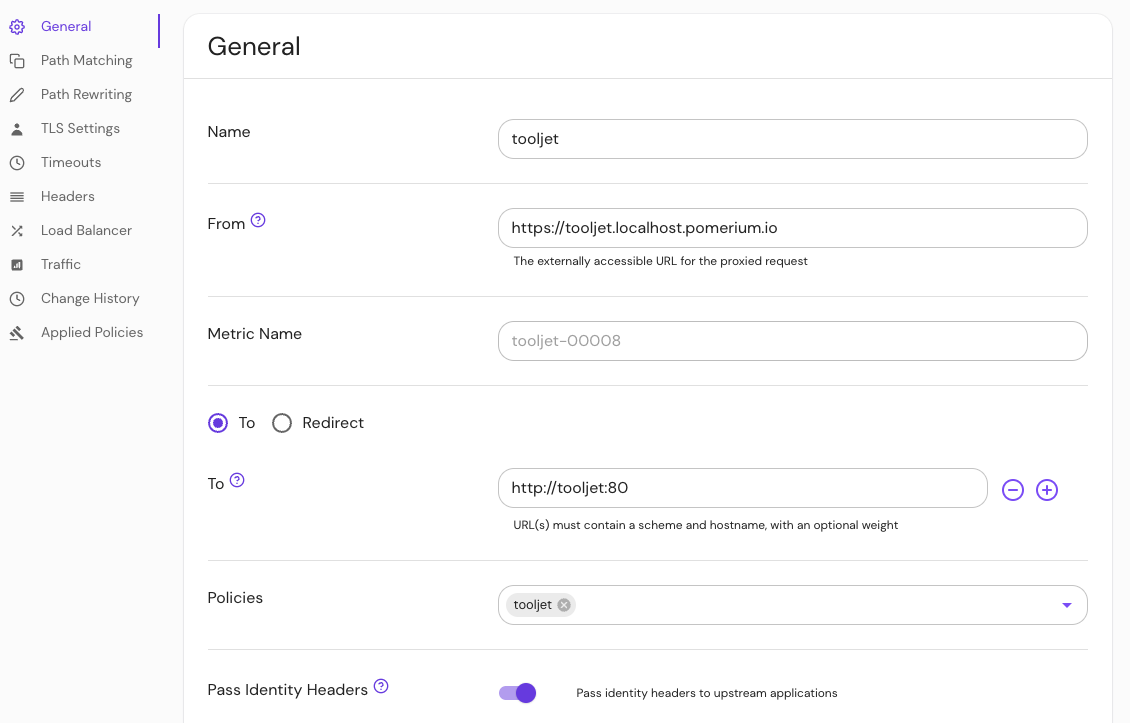 General
Path Matching
Path Rewriting
TLS Settings
Timeouts
Headers
Load Balancer
Traffic
Change History
Applied Policies
General
Name
tooljet
From
https://tooljet.localhost.pomerium.io
The externally accessible URL for the proxied request
Metric Name
tooljet-00008
To Redirect
To
http://tooljet:80
URL(s) must contain a scheme and hostname, with an optional weight
Policies
tooljet
Pass Identity Headers
Pass identity headers to upstream applications